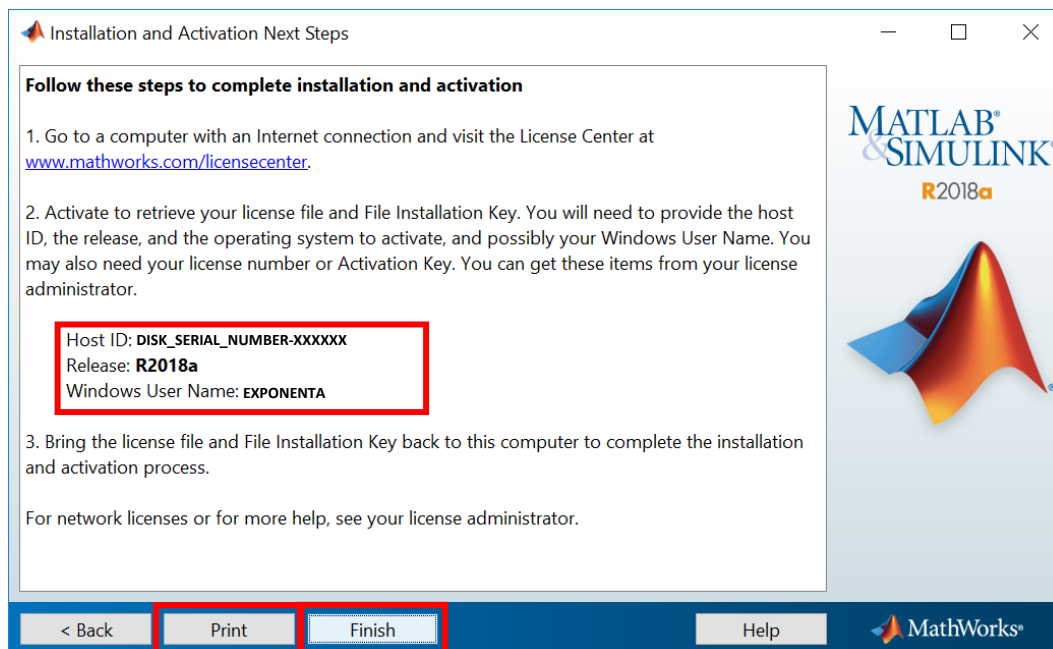 Installation and Activation Next Steps
Follow these steps to complete installation and activation
1. Go to a computer with an Internet connection and visit the License Center at
www.mathworks.com/licensecenter.
2. Activate to retrieve your license file and File Installation Key. You will need to provide the host
ID, the release, and the operating system to activate, and possibly your Windows User Name. You
may also need your license number or Activation Key. You can get these items from your license
administrator.
Host ID: DISK_SERIAL_NUMBER-XXXXXX
Release: R2018a
Windows User Name: EXPONENTA
3. Bring the license file and File Installation Key back to this computer to complete the installation
and activation process.
For network licenses or for more help, see your license administrator.
MATLAB®
&SIMULINK®
R2018a
< Back
Print
Finish
Help
MathWorks®